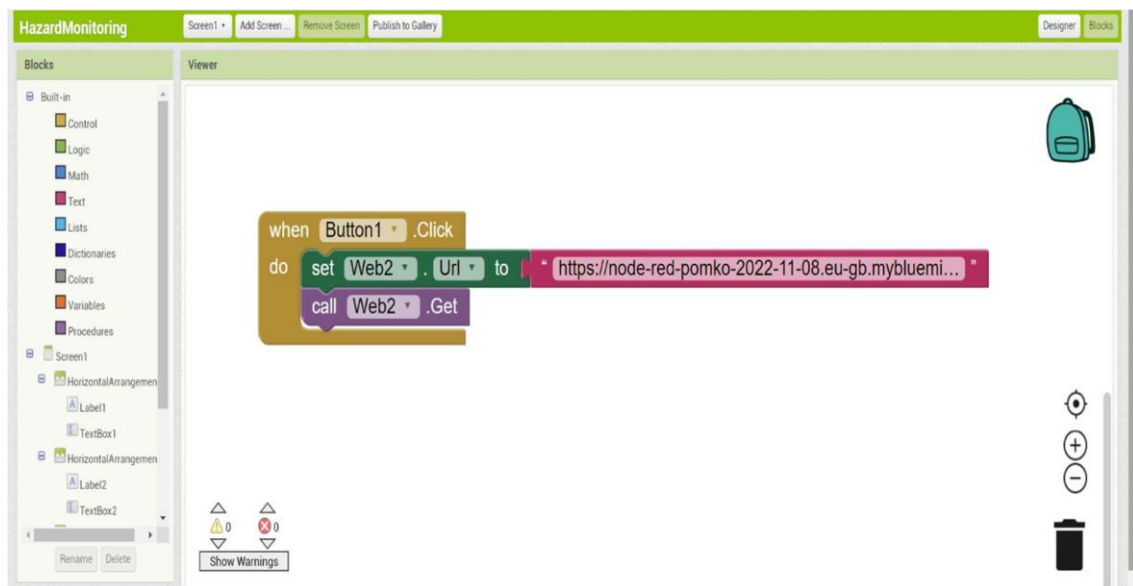 HazardMonitoring
Screen1
Add Screen ...
Remove Screen
Publish to Gallery
Designer
Blocks
Blocks
Viewer
Built-in
Control
Logic
Math
Text
Lists
Dictionaries
Colors
Variables
Procedures
Screen1
HorizontalArrangemen
Label1
TextBox1
HorizontalArrangemen
Label2
TextBox2
Rename
Delete
when Button1 .Click
do set Web2 . Url to " https://node-red-pomko-2022-11-08.eu-gb.mybluemi... "
call Web2 .Get
0 0
Show Warnings